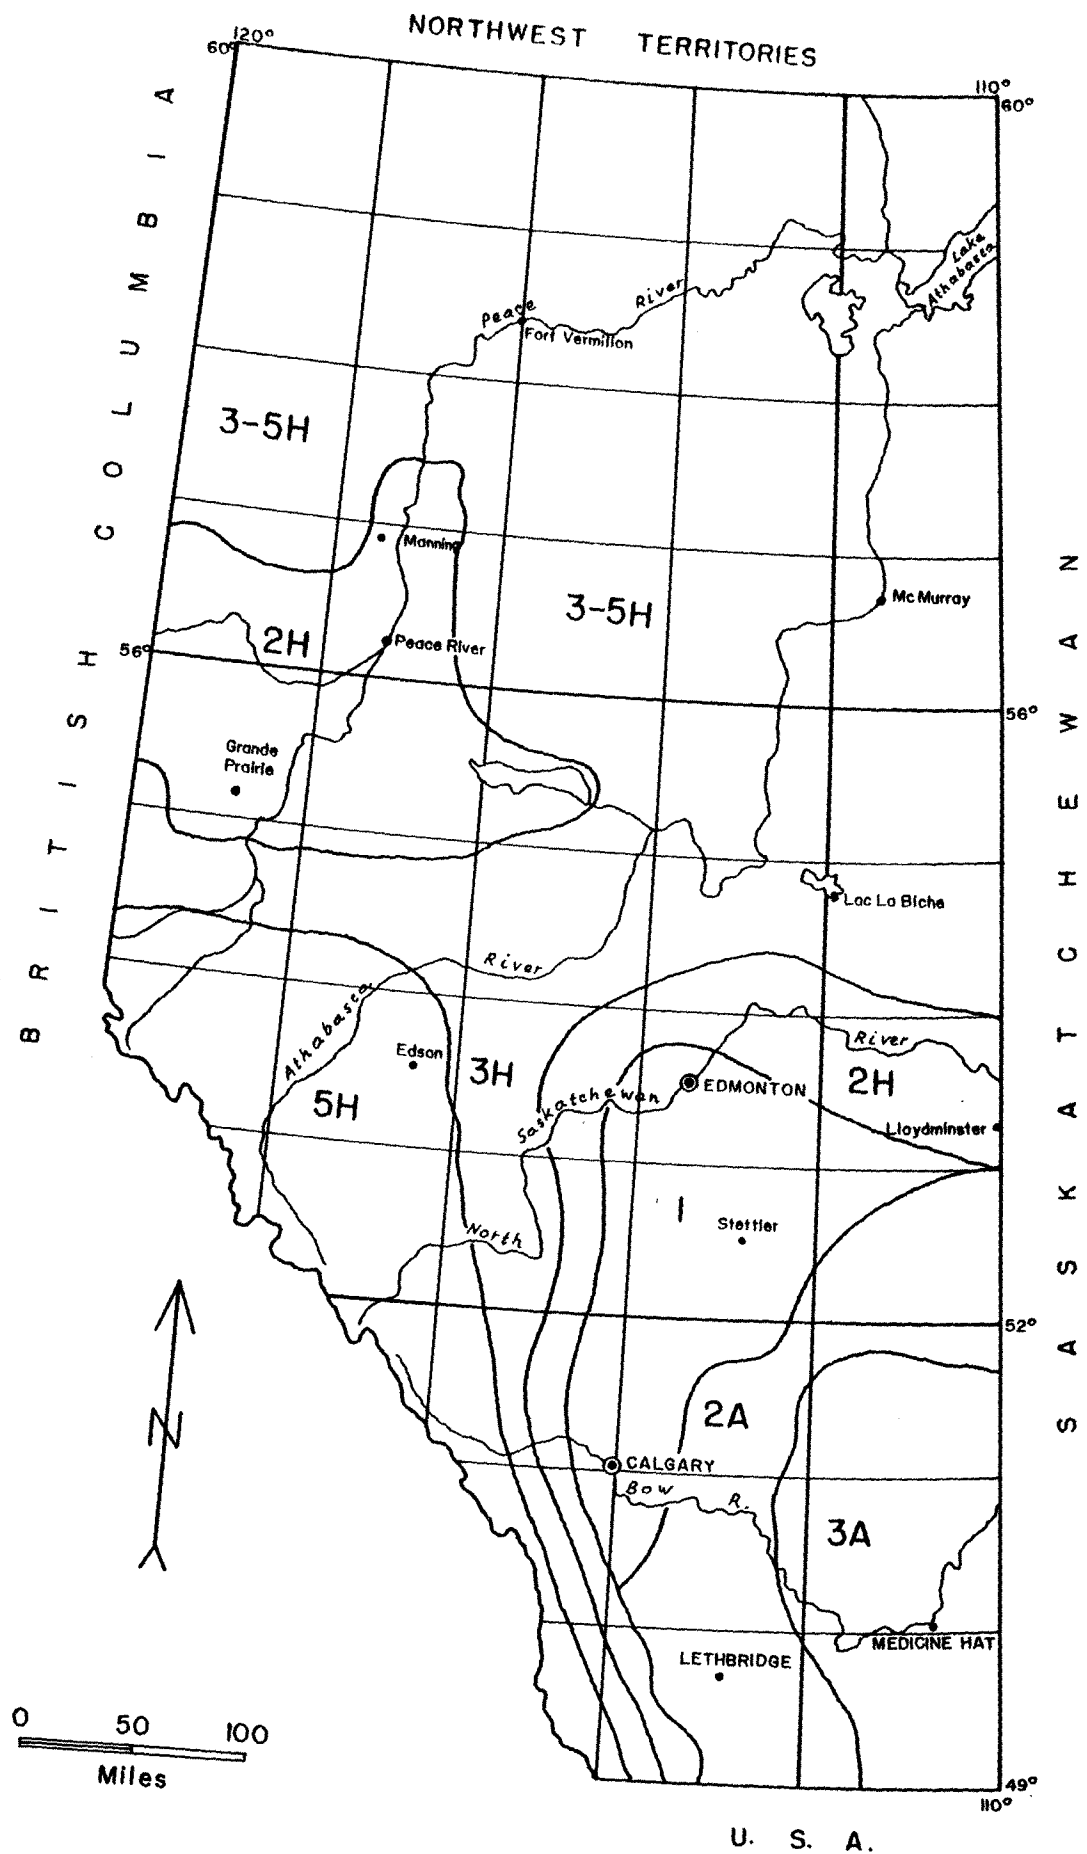 NORTHWEST TERRITORIES
120°
60°
110°
60°
BRITISH COLUMBIA
Lake
Athabasca
Peace River
Fort Vermilion
3-5H
Manning
3-5H
Mc Murray
2H
Peace River
56°
56°
Grande
Prairie
Lac La Biche
River
Athabasca
River
Edson
3H
EDMONTON
2H
5H
Saskatchewan
Lloydminster
1
Stettler
North
52°
2A
CALGARY
Bow R.
3A
MEDICINE HAT
LETHBRIDGE
SASKATCHEWAN
N
0 50 100
Miles
49°
110°
U. S. A.